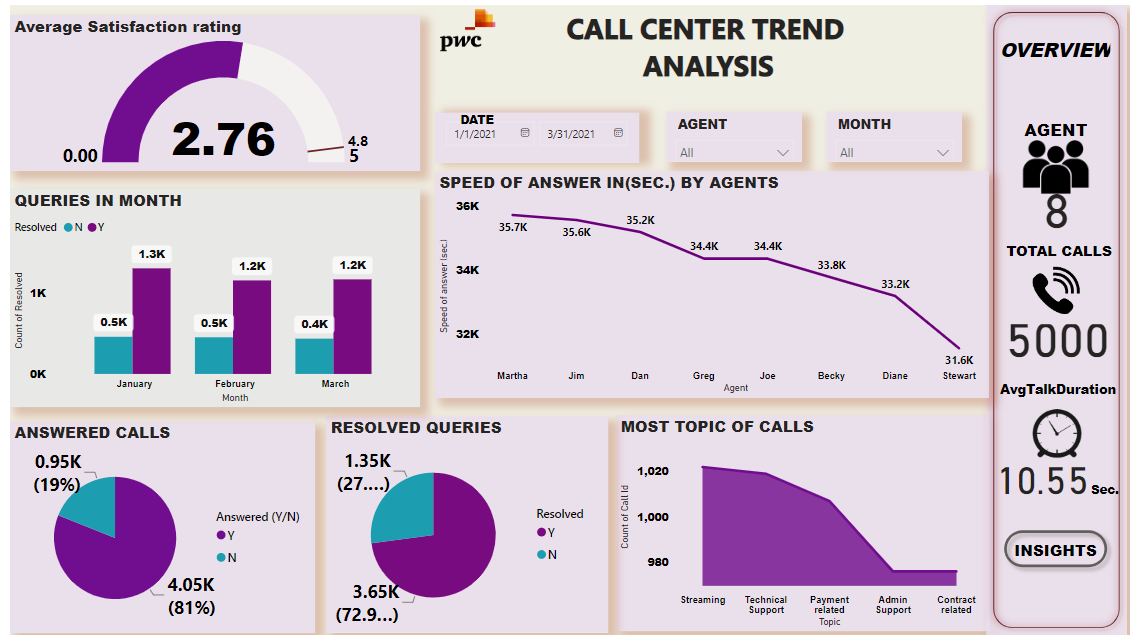 Average Satisfaction rating
2.76
0.00
4.8
5
pwc
CALL CENTER TREND
ANALYSIS
DATE
1/1/2021
3/31/2021
AGENT
All
MONTH
All
QUERIES IN MONTH
Resolved N Y
Count of Resolved
1K
0K
0.5K
1.3K
0.5K
1.2K
0.4K
1.2K
January
February
March
Month
SPEED OF ANSWER IN(SEC.) BY AGENTS
Speed of answer (sec.)
36K
34K
32K
35.7K
35.6K
35.2K
34.4K
34.4K
33.8K
33.2K
31.6K
Martha
Jim
Dan
Greg
Joe
Becky
Diane
Stewart
Agent
ANSWERED CALLS
0.95K
(19%)
4.05K
(81%)
Answered (Y/N)
Y
N
RESOLVED QUERIES
1.35K
(27....)
3.65K
(72.9...)
Resolved
Y
N
MOST TOPIC OF CALLS
Count of Call Id
1,020
1,000
980
Streaming
Technical
Support
Payment
related
Admin
Support
Contract
related
Topic
OVERVIEW
AGENT
8
TOTAL CALLS
5000
AvgTalkDuration
10.55 Sec.
INSIGHTS